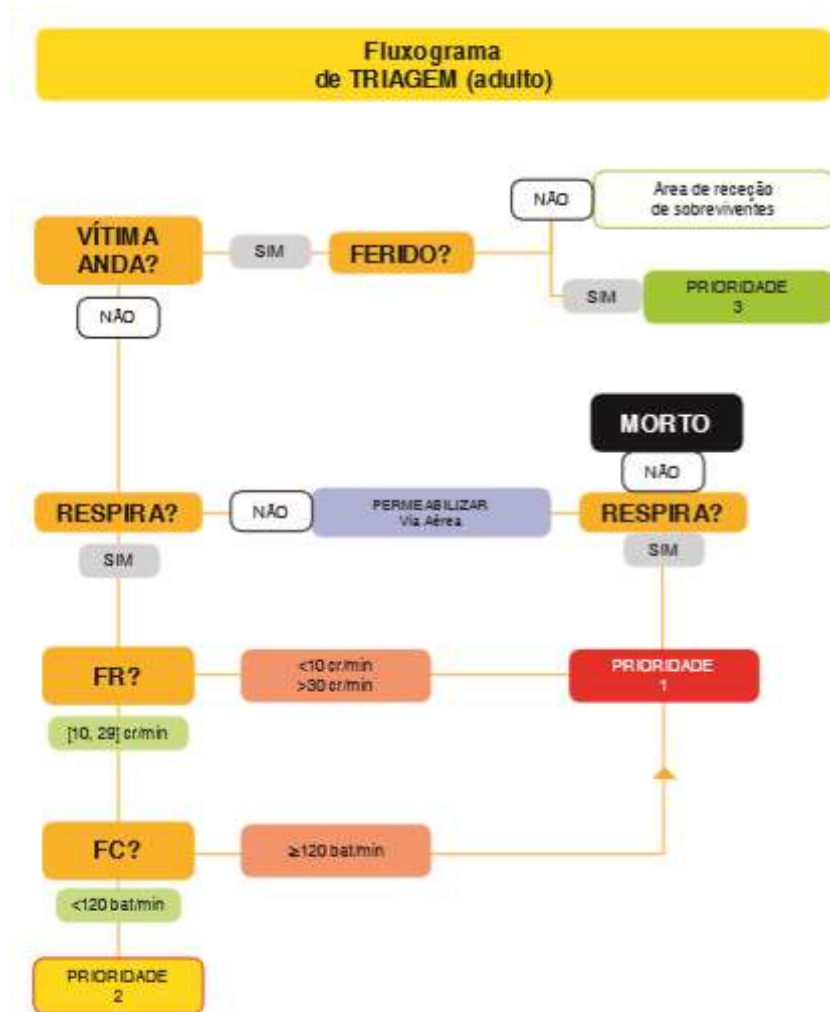 Fluxograma
de TRIAGEM (adulto)
NÃO
Área de receção
de sobreviventes
VÍTIMA
ANDA?
SIM
FERIDO?
SIM
PRIORIDADE
3
NÃO
MORTO
NÃO
RESPIRA?
NÃO
PERMEABILIZAR
Via Aérea
RESPIRA?
SIM
SIM
FR?
<10 cr/min
>30 cr/min
PRIORIDADE
1
[10, 29] cr/min
FC?
≥120 bat/min
<120 bat/min
PRIORIDADE
2